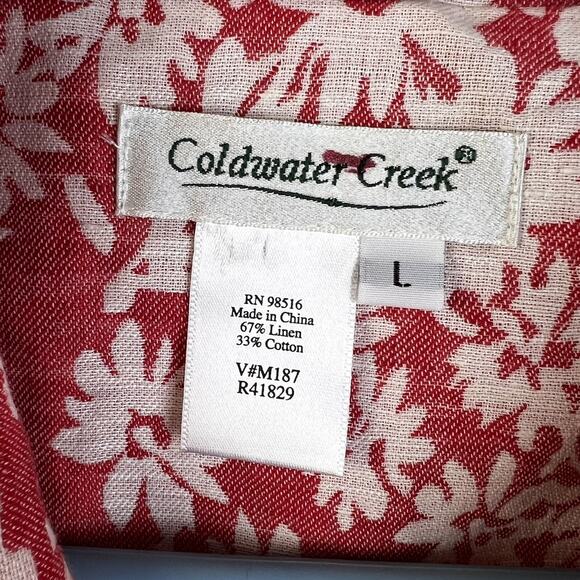 Coldwater Creek®
L
RN 98516
Made in China
67% Linen
33% Cotton
V#M187
R41829